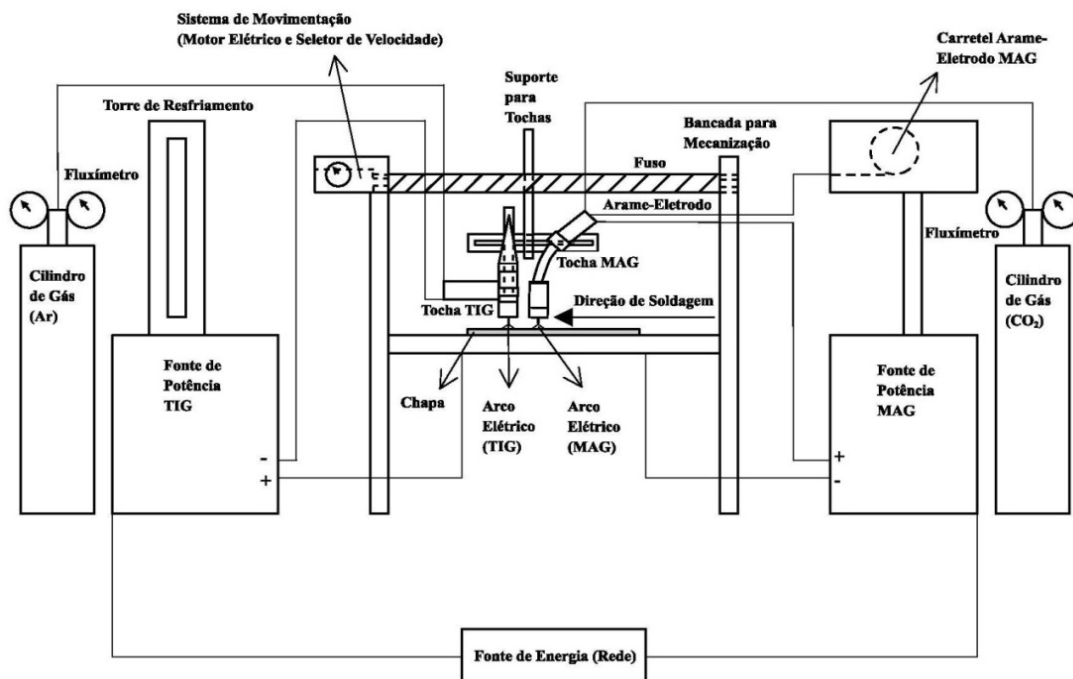 Sistema de Movimentação
(Motor Elétrico e Seletor de Velocidade)
Carretel Arame-
Eletrodo MAG
Suporte
para
Tochas
Torre de Resfriamento
Bancada para
Mecanização
Fluxímetro
Fuso
Arame-Eletrodo
Fluxímetro
Tocha MAG
Cilindro
de Gás
(Ar)
Cilindro
de Gás
(CO₂)
Tocha TIG
Direção de Soldagem
Fonte de
Potência
TIG
Fonte de
Potência
MAG
Chapa
Arco
Elétrico
(TIG)
Arco
Elétrico
(MAG)
-
+
+
-
Fonte de Energia (Rede)